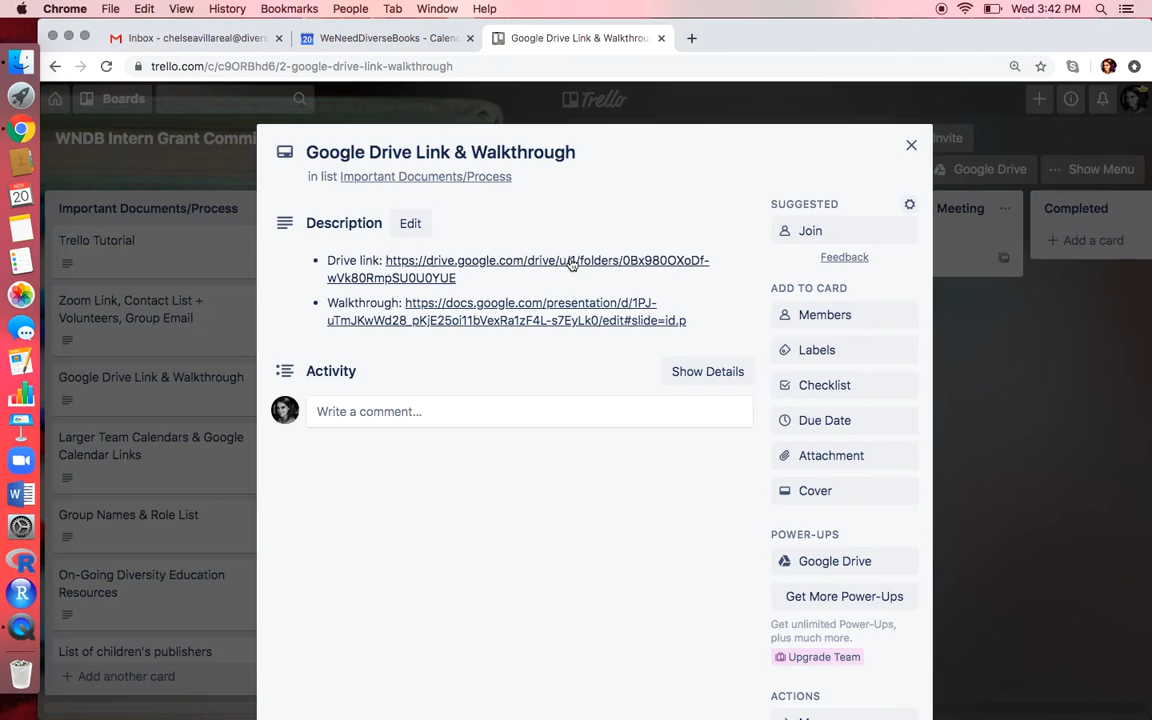 Chrome File Edit View History Bookmarks People Tab Window Help Wed 3:42 PM
Inbox - chelseavillareal@divers
WeNeedDiverseBooks - Calen
Google Drive Link & Walkthrou
trello.com/c/c9ORBhd6/2-google-drive-link-walkthrough
Boards
Trello
WNDB Intern Grant Commi
Invite
Google Drive
Show Menu
Important Documents/Process
Trello Tutorial
Zoom Link, Contact List +
Volunteers, Group Email
Google Drive Link & Walkthrough
Larger Team Calendars & Google
Calendar Links
Group Names & Role List
On-Going Diversity Education
Resources
List of children's publishers
+ Add another card
Google Drive Link & Walkthrough
in list Important Documents/Process
Description Edit
Drive link: https://drive.google.com/drive/u/1/folders/0Bx980OXoDf-
wVk80RmpSU0U0YUE
Walkthrough: https://docs.google.com/presentation/d/1PJ-
uTmJKwWd28_pKjE25oi11bVexRa1zF4L-s7EyLk0/edit#slide=id.p
Activity Show Details
Write a comment...
SUGGESTED
Join
Feedback
ADD TO CARD
Members
Labels
Checklist
Due Date
Attachment
Cover
POWER-UPS
Google Drive
Get More Power-Ups
Get unlimited Power-Ups,
plus much more.
Upgrade Team
ACTIONS
Meeting
Completed
+ Add a card